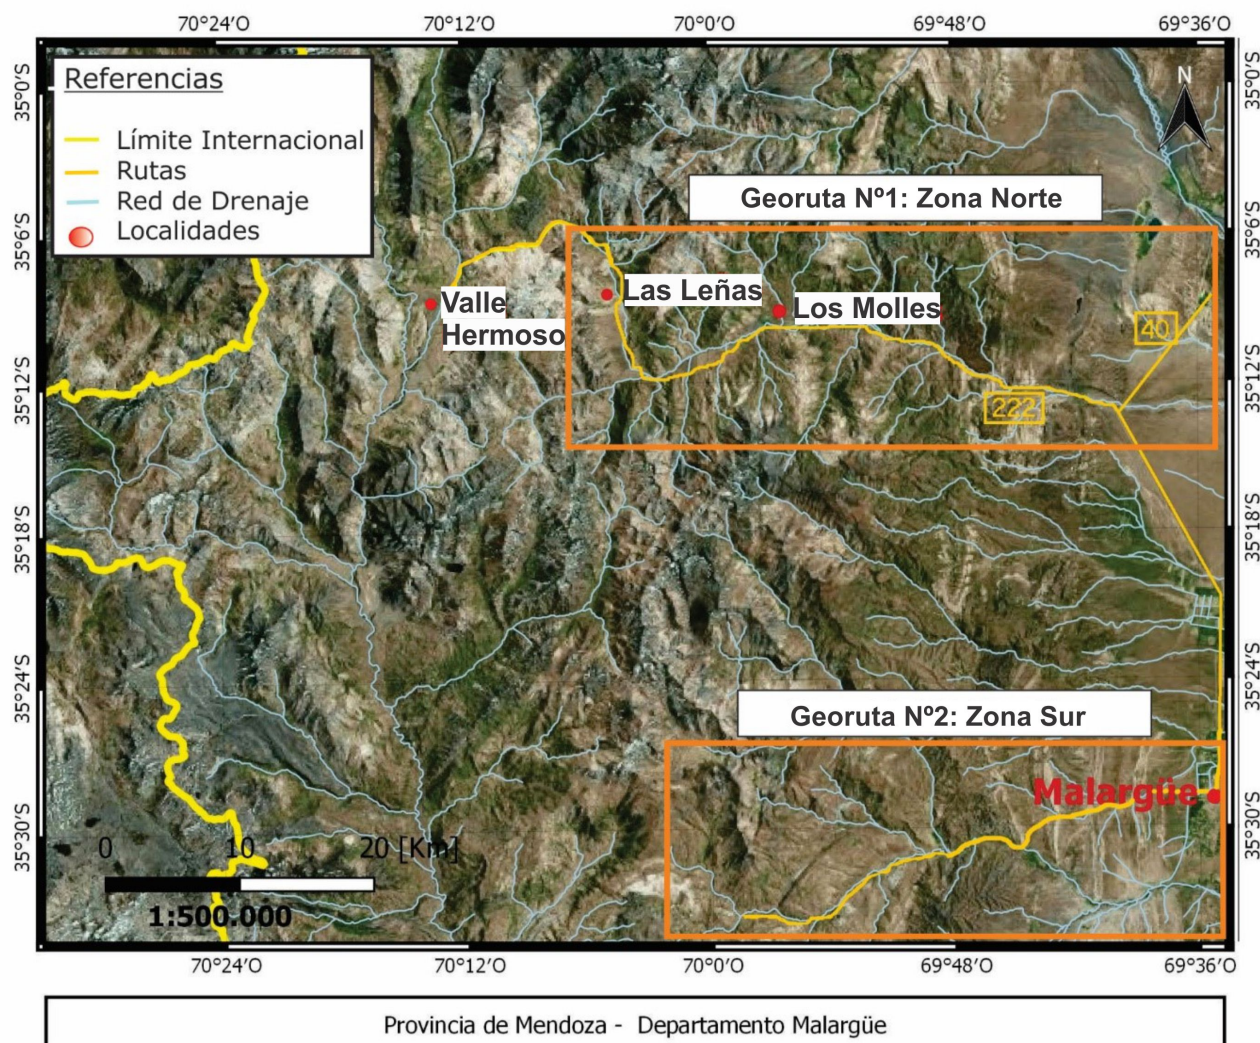 70°24'O 70°12'O 70°0'O 69°48'O 69°36'O
Referencias
Límite Internacional
Rutas
Red de Drenaje
Localidades
N
35°0'S 35°0'S
Georuta Nº1: Zona Norte
35°6'S 35°6'S
Las Leñas
Valle
Hermoso
Los Molles
40
35°12'S 35°12'S
222
35°18'S 35°18'S
35°24'S 35°24'S
Georuta Nº2: Zona Sur
Malargüe
35°30'S 35°30'S
0 10 20 [Km]
1:500.000
70°24'O 70°12'O 70°0'O 69°48'O 69°36'O
Provincia de Mendoza - Departamento Malargüe